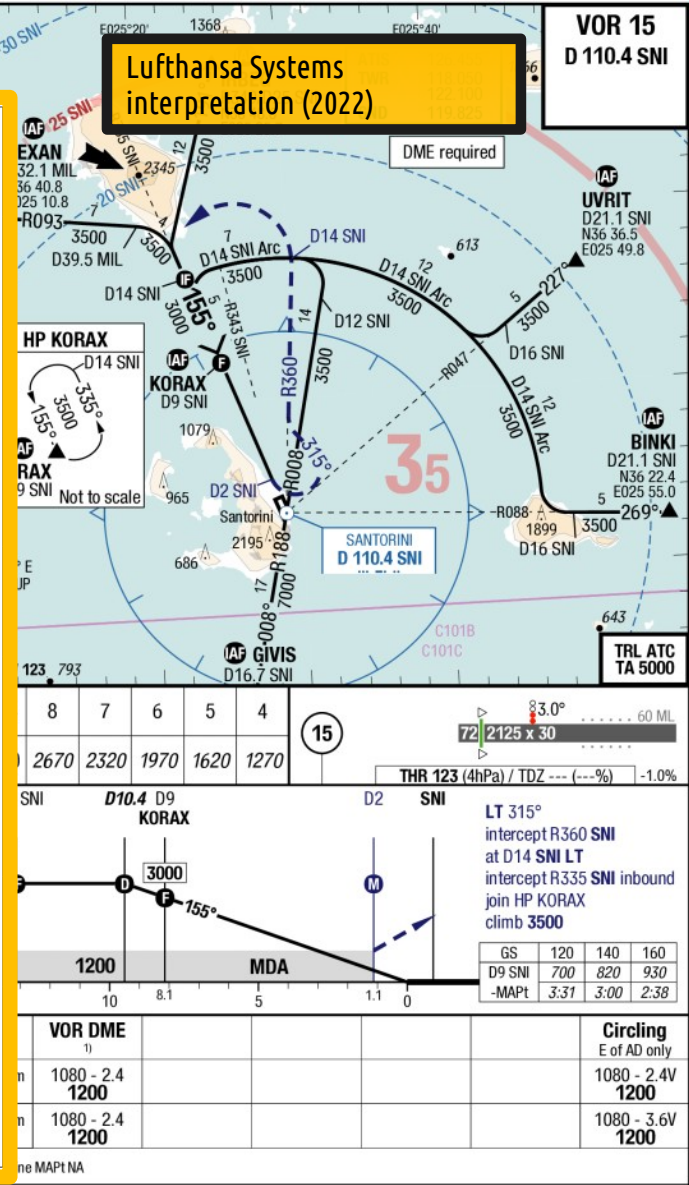 -30 SNI
E025°20'
1368
E025°40'
Lufthansa Systems
interpretation (2022)
VOR 15
D 110.4 SNI
DME required
IAF
25 SNI
EXAN
32.1 MIL
36 40.8
025 10.8
2345
20 SNI
12
3500
R093
7
3500
D39.5 MIL
4
3500
IAF
UVRIT
D21.1 SNI
N36 36.5
E025 49.8
613
7
D14 SNI Arc
3500
D14 SNI
12
D14 SNI Arc
3500
5
227°
3500
D16 SNI
IF
D14 SNI
155°
5
3000
R343 SNI
14
3500
D12 SNI
R360
R047
12
D14 SNI Arc
3500
HP KORAX
D14 SNI
335°
3500
155°
AF
RAX
9 SNI
Not to scale
IAF
F
KORAX
D9 SNI
1079
965
D2 SNI
315°
R008
35
IAF
BINKI
D21.1 SNI
N36 22.4
E025 55.0
R088
5
269°
1899
3500
D16 SNI
Santorini
2195
686
R188
17
7000
008°
SANTORINI
D 110.4 SNI
° E
UP
IAF GIVIS
D16.7 SNI
C101B
C101C
643
TRL ATC
TA 5000
123 793
8 7 6 5 4
2670 2320 1970 1620 1270
15
3.0°
60 ML
72 2125 x 30
THR 123 (4hPa) / TDZ --- (---%) -1.0%
SNI D10.4 D9 D2 SNI
KORAX
D
3000
F
155°
M
1200 MDA
10 8.1 5 1.1 0
LT 315°
intercept R360 SNI
at D14 SNI LT
intercept R335 SNI inbound
join HP KORAX
climb 3500
GS 120 140 160
D9 SNI 700 820 930
-MAPt 3:31 3:00 2:38
VOR DME
1)
Circling
E of AD only
m 1080 - 2.4 1080 - 2.4V
1200 1200
m 1080 - 2.4 1080 - 3.6V
1200 1200
ne MAPt NA